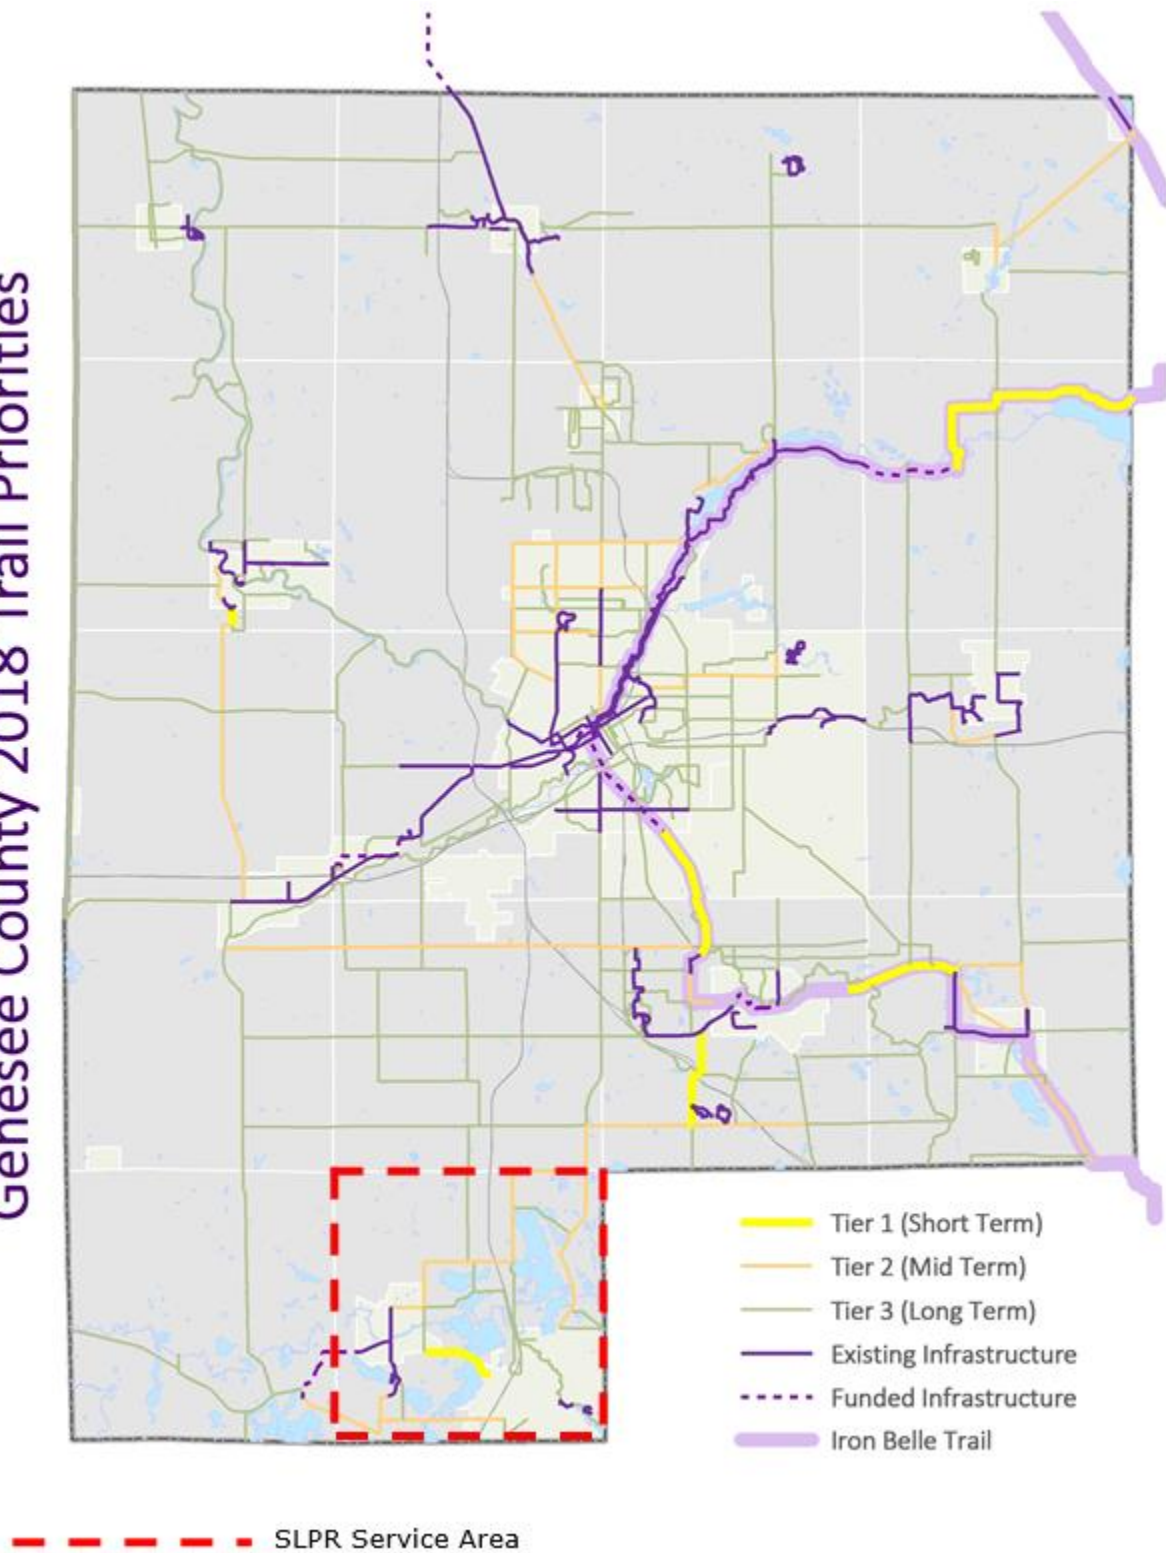 Genesee County 2018 Trail Priorities
Tier 1 (Short Term)
Tier 2 (Mid Term)
Tier 3 (Long Term)
Existing Infrastructure
Funded Infrastructure
Iron Belle Trail
SLPR Service Area